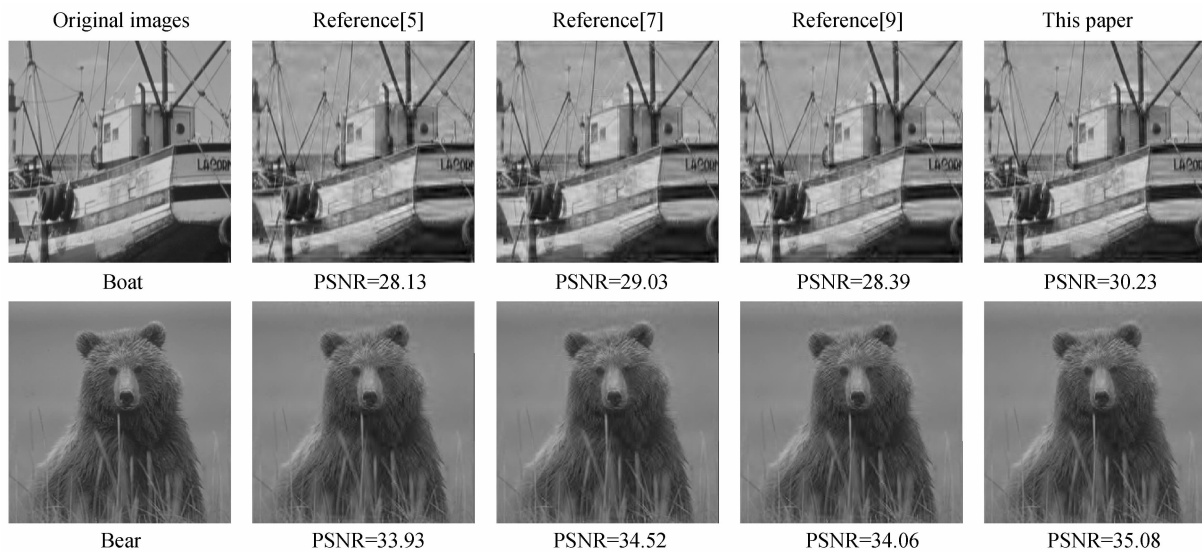 Original images Reference[5] Reference[7] Reference[9] This paper
LAGOON
Boat PSNR=28.13 PSNR=29.03 PSNR=28.39 PSNR=30.23
Bear PSNR=33.93 PSNR=34.52 PSNR=34.06 PSNR=35.08